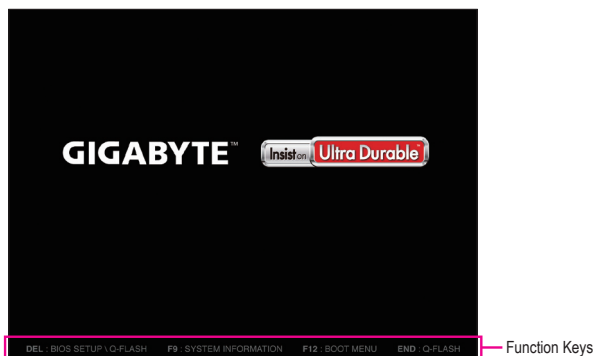 GIGABYTE™
Insist on Ultra Durable™
DEL : BIOS SETUP \ Q-FLASH F9 : SYSTEM INFORMATION F12 : BOOT MENU END : Q-FLASH
Function Keys